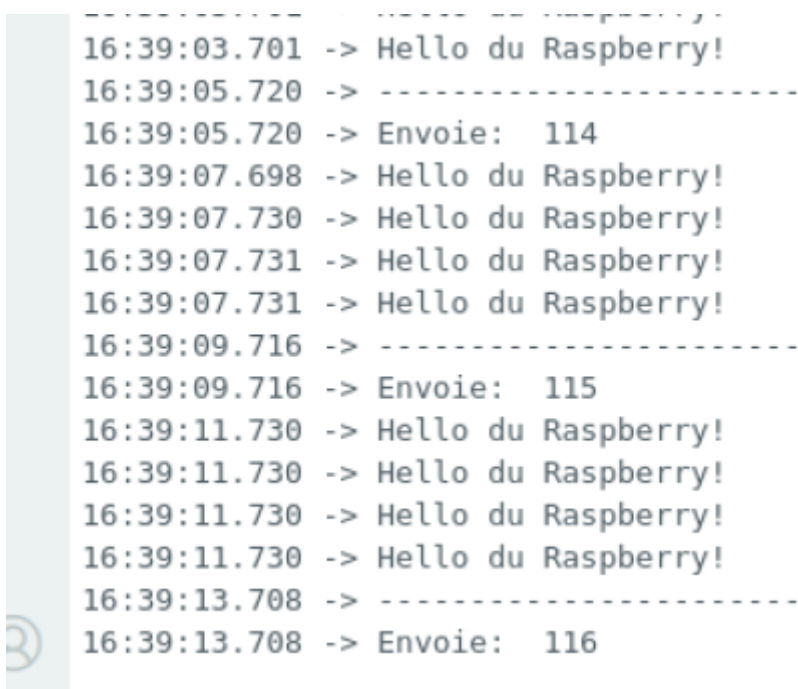 16:39:03.701 -> Hello du Raspberry!
16:39:05.720 -> -----------------------
16:39:05.720 -> Envoie:  114
16:39:07.698 -> Hello du Raspberry!
16:39:07.730 -> Hello du Raspberry!
16:39:07.731 -> Hello du Raspberry!
16:39:07.731 -> Hello du Raspberry!
16:39:09.716 -> -----------------------
16:39:09.716 -> Envoie:  115
16:39:11.730 -> Hello du Raspberry!
16:39:11.730 -> Hello du Raspberry!
16:39:11.730 -> Hello du Raspberry!
16:39:11.730 -> Hello du Raspberry!
16:39:13.708 -> -----------------------
16:39:13.708 -> Envoie:  116